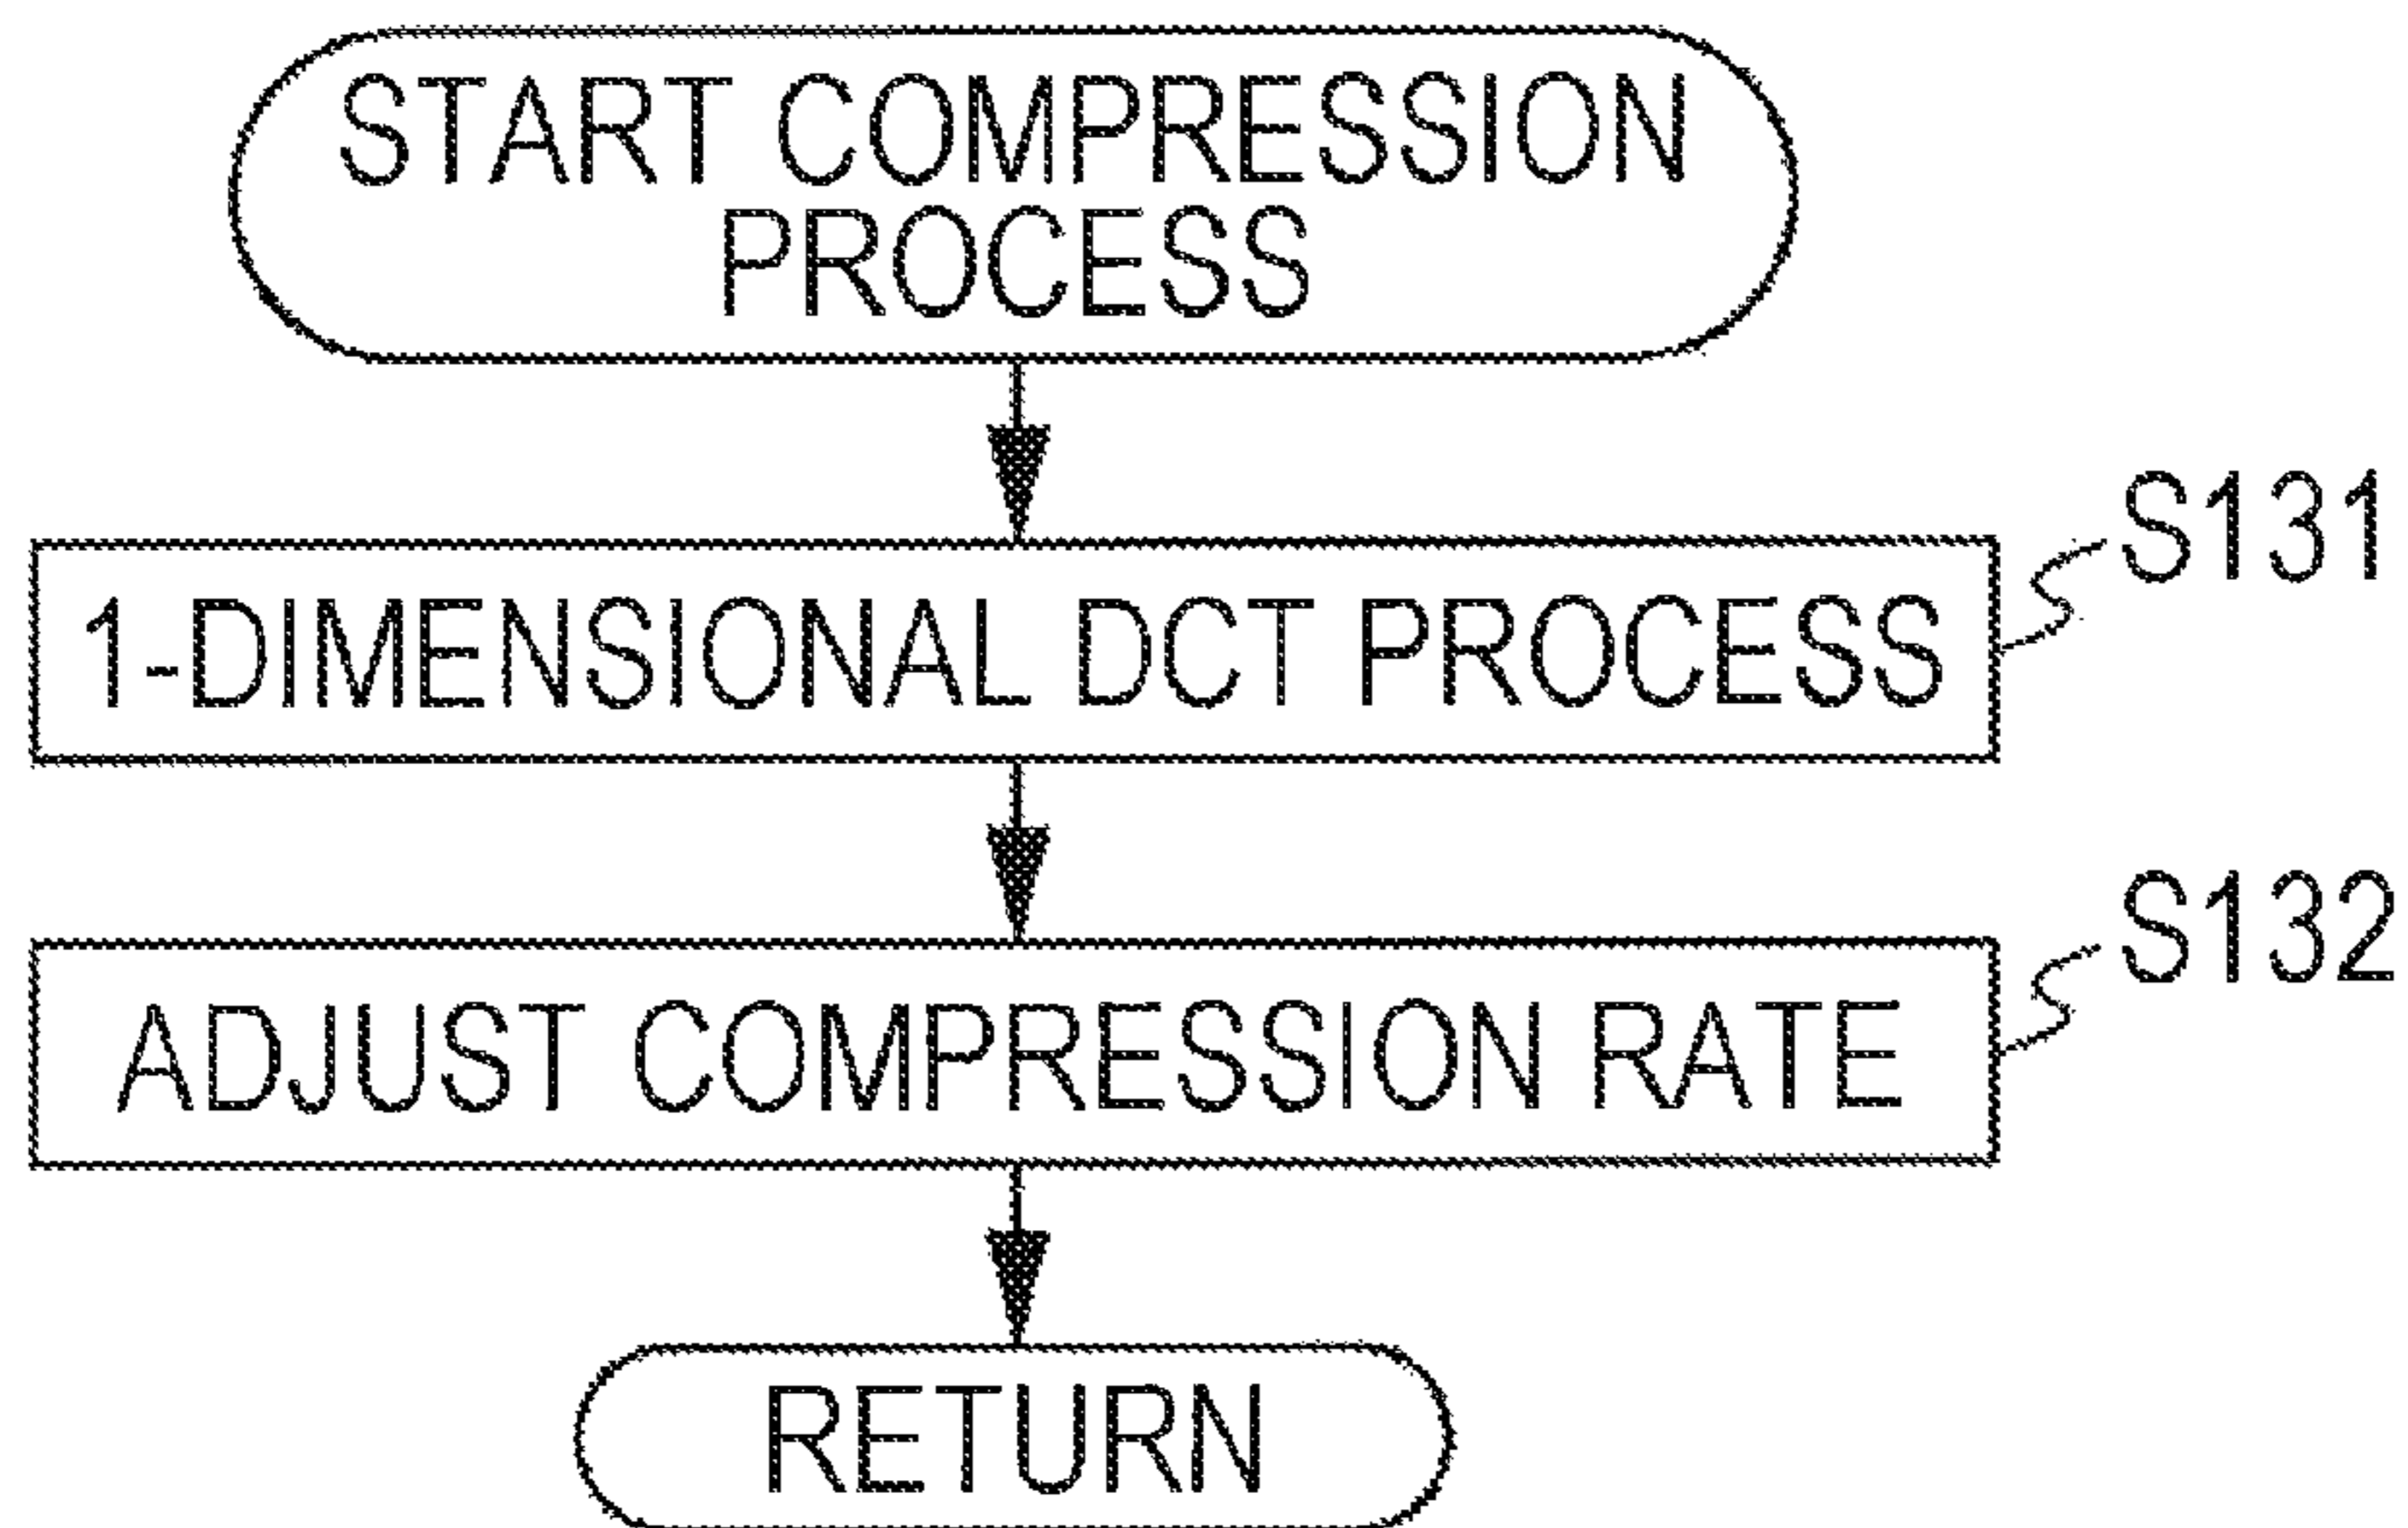 START COMPRESSION
PROCESS
S131
1-DIMENSIONAL DCT PROCESS
S132
ADJUST COMPRESSION RATE
RETURN